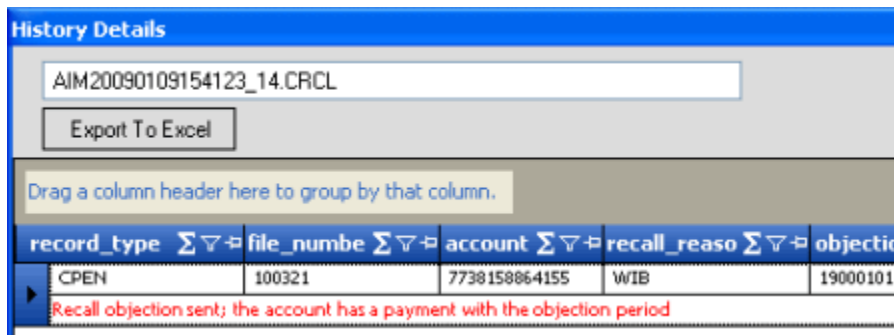 History Details
AIM20090109154123_14.CRCL
Export To Excel
Drag a column header here to group by that column.
record_type Σ file_numbe Σ account Σ recall_reaso Σ objectio
CPEN 100321 7738158864155 WIB 19000101
Recall objection sent; the account has a payment with the objection period